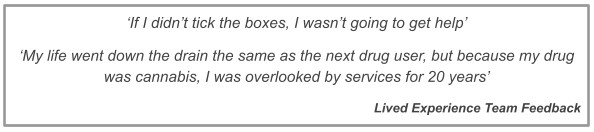 ‘If I didn’t tick the boxes, I wasn’t going to get help’
‘My life went down the drain the same as the next drug user, but because my drug
was cannabis, I was overlooked by services for 20 years’
Lived Experience Team Feedback